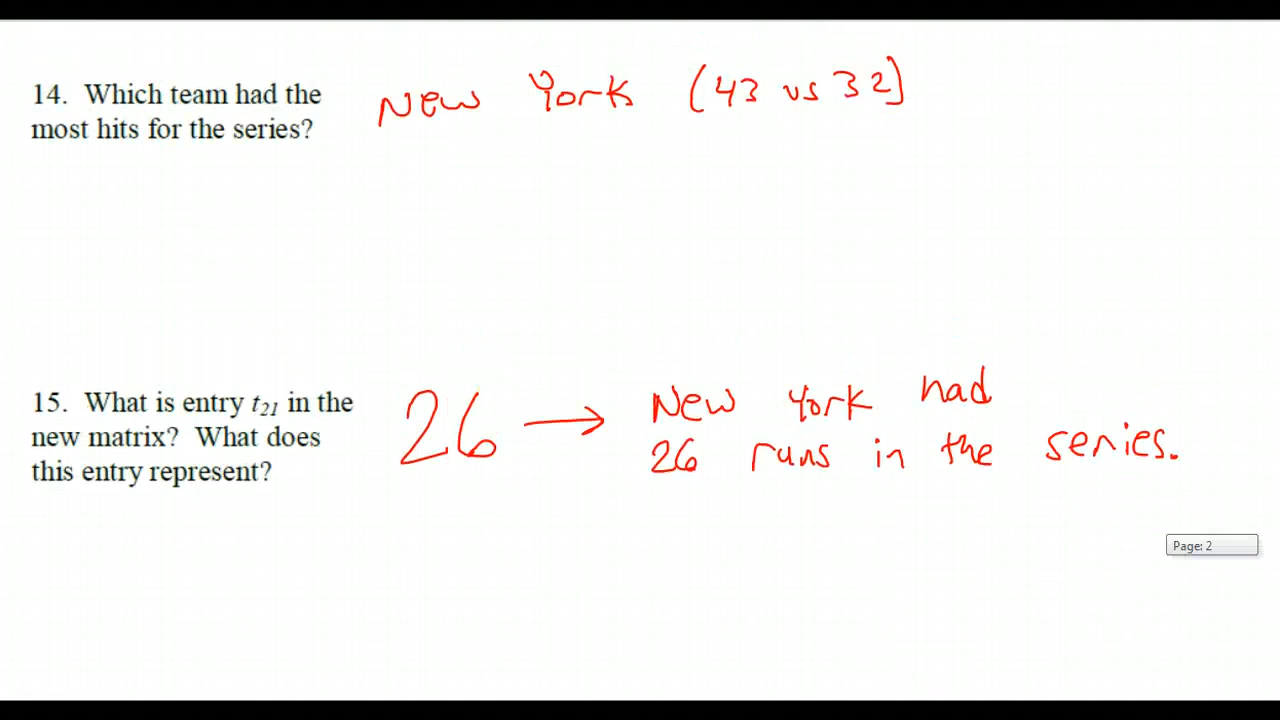 14. Which team had the
most hits for the series?
New York (43 vs 32)
15. What is entry t21 in the
new matrix? What does
this entry represent?
26 → New York had
26 runs in the series.
Page: 2